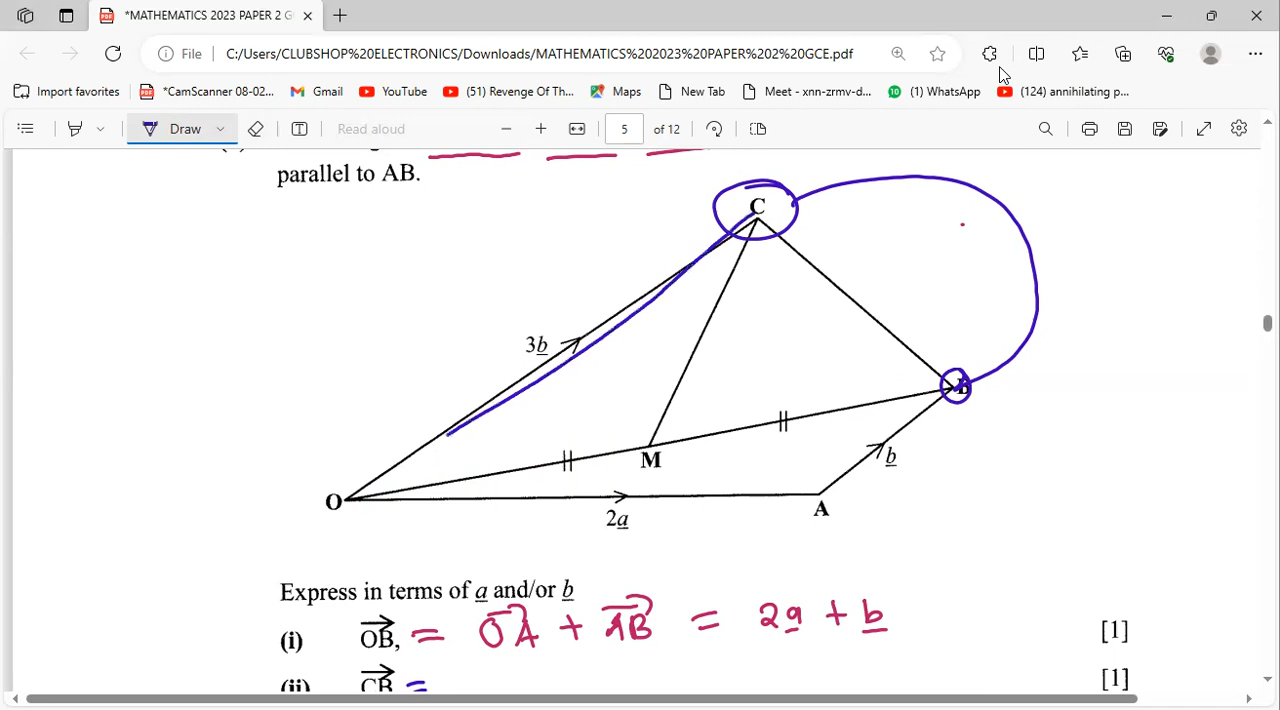 *MATHEMATICS 2023 PAPER 2 G
File C:/Users/CLUBSHOP%20ELECTRONICS/Downloads/MATHEMATICS%202023%20PAPER%202%20GCE.pdf
Import favorites *CamScanner 08-02... Gmail YouTube (51) Revenge Of Th... Maps New Tab Meet - xnn-zrmv-d... 10 (1) WhatsApp (124) annihilating p...
Draw Read aloud 5 of 12
parallel to AB.
C
3b
B
M
b
O
A
2a
Express in terms of a and/or b
(i) OB, = OA + AB = 2a + b [1]
(ii) CB = [1]